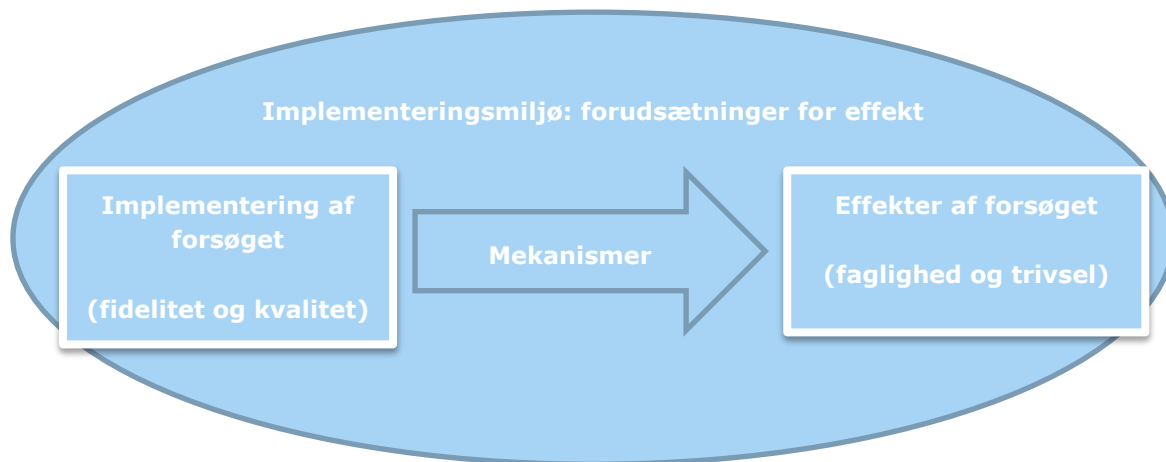 Implementeringsmiljø: forudsætninger for effekt
Implementering af
forsøget
(fidelitet og kvalitet)
Mekanismer
Effekter af forsøget
(faglighed og trivsel)